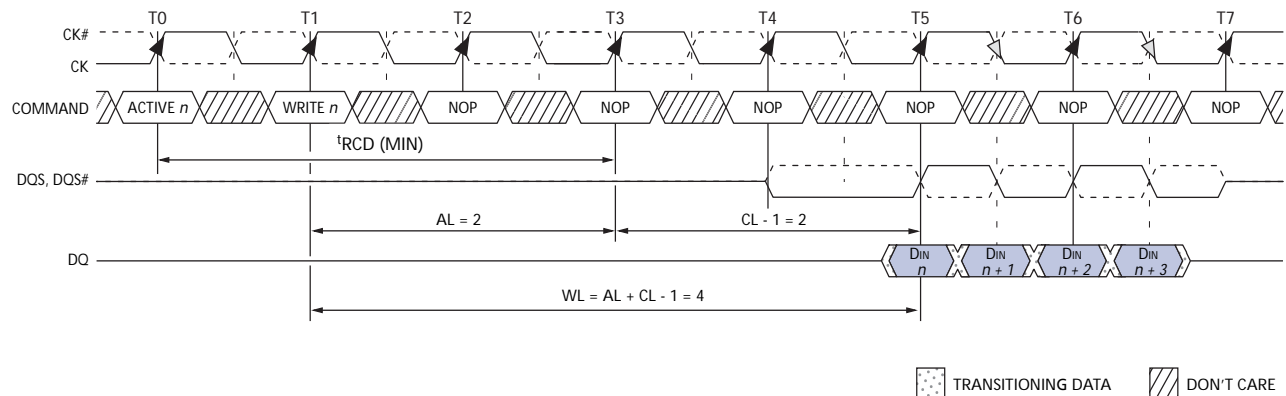 T0 T1 T2 T3 T4 T5 T6 T7
CK#
CK
COMMAND ACTIVE n WRITE n NOP NOP NOP NOP NOP NOP
tRCD (MIN)
DQS, DQS#
AL = 2 CL - 1 = 2
DQ DIN n DIN n + 1 DIN n + 2 DIN n + 3
WL = AL + CL - 1 = 4
TRANSITIONING DATA DON'T CARE